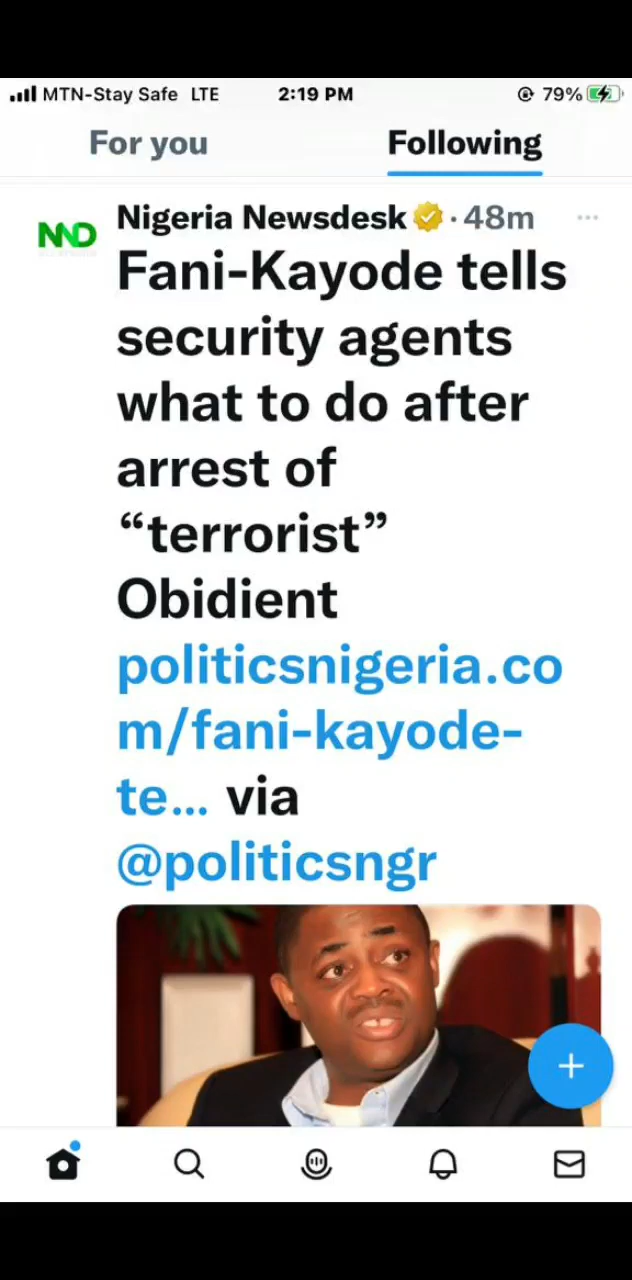 MTN-Stay Safe LTE 2:19 PM 79%
For you Following
NND
Nigeria Newsdesk · 48m ...
Fani-Kayode tells
security agents
what to do after
arrest of
“terrorist”
Obidient
politicsnigeria.co
m/fani-kayode-
te... via
@politicsngr